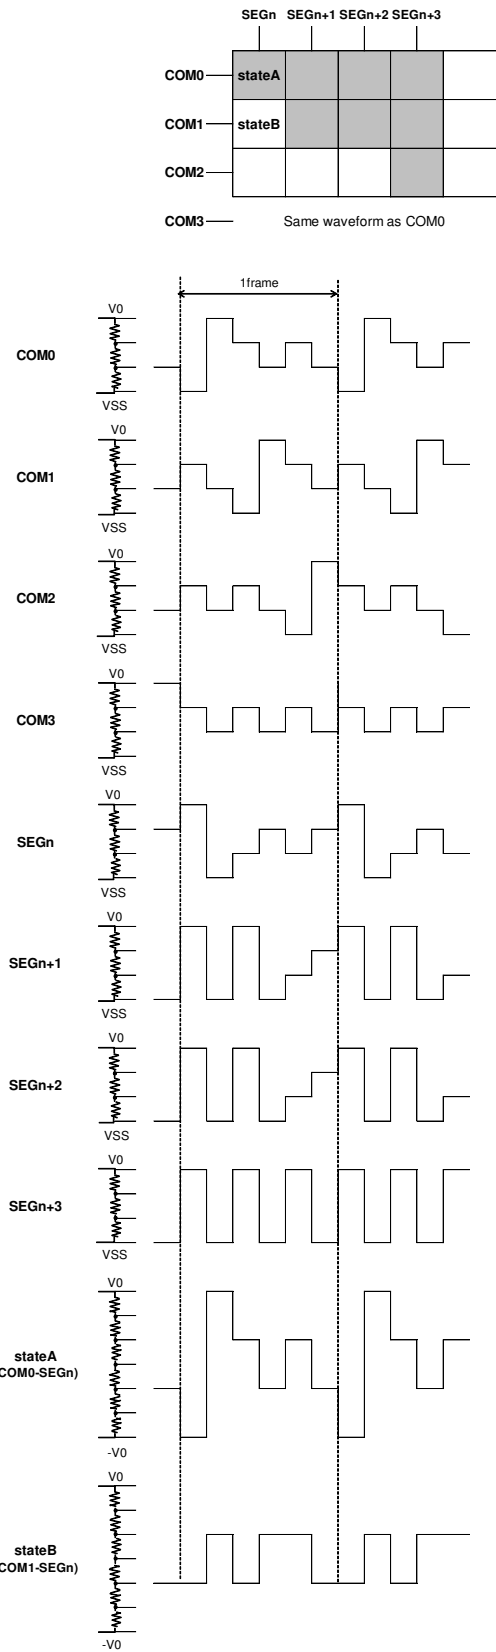 SEGn SEGn+1 SEGn+2 SEGn+3
COM0 stateA
COM1 stateB
COM2
COM3 Same waveform as COM0
1frame
V0
COM0
VSS
V0
COM1
VSS
V0
COM2
VSS
V0
COM3
VSS
V0
SEGn
VSS
V0
SEGn+1
VSS
V0
SEGn+2
VSS
V0
SEGn+3
VSS
V0
stateA
COM0-SEGn)
-V0
V0
stateB
COM1-SEGn)
-V0